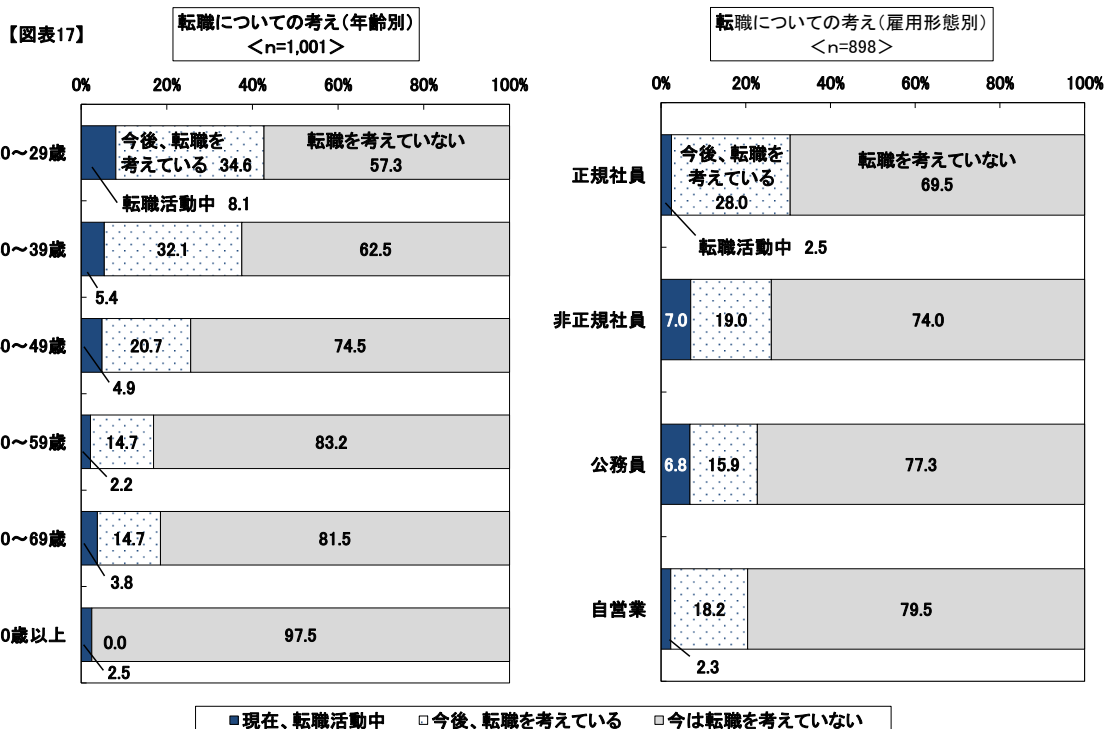 【図表17】
転職についての考え(年齢別)
＜n=1,001＞
0% 20% 40% 60% 80% 100%
0～29歳
今後、転職を
考えている 34.6
転職を考えていない
57.3
転職活動中 8.1
0～39歳
32.1
62.5
5.4
0～49歳
20.7
74.5
4.9
0～59歳
14.7
83.2
2.2
0～69歳
14.7
81.5
3.8
0歳以上
0.0
97.5
2.5
転職についての考え(雇用形態別)
＜n=898＞
0% 20% 40% 60% 80% 100%
正規社員
今後、転職を
考えている
28.0
転職を考えていない
69.5
転職活動中 2.5
非正規社員
7.0
19.0
74.0
公務員
6.8
15.9
77.3
自営業
18.2
79.5
2.3
現在、転職活動中 今後、転職を考えている 今は転職を考えていない